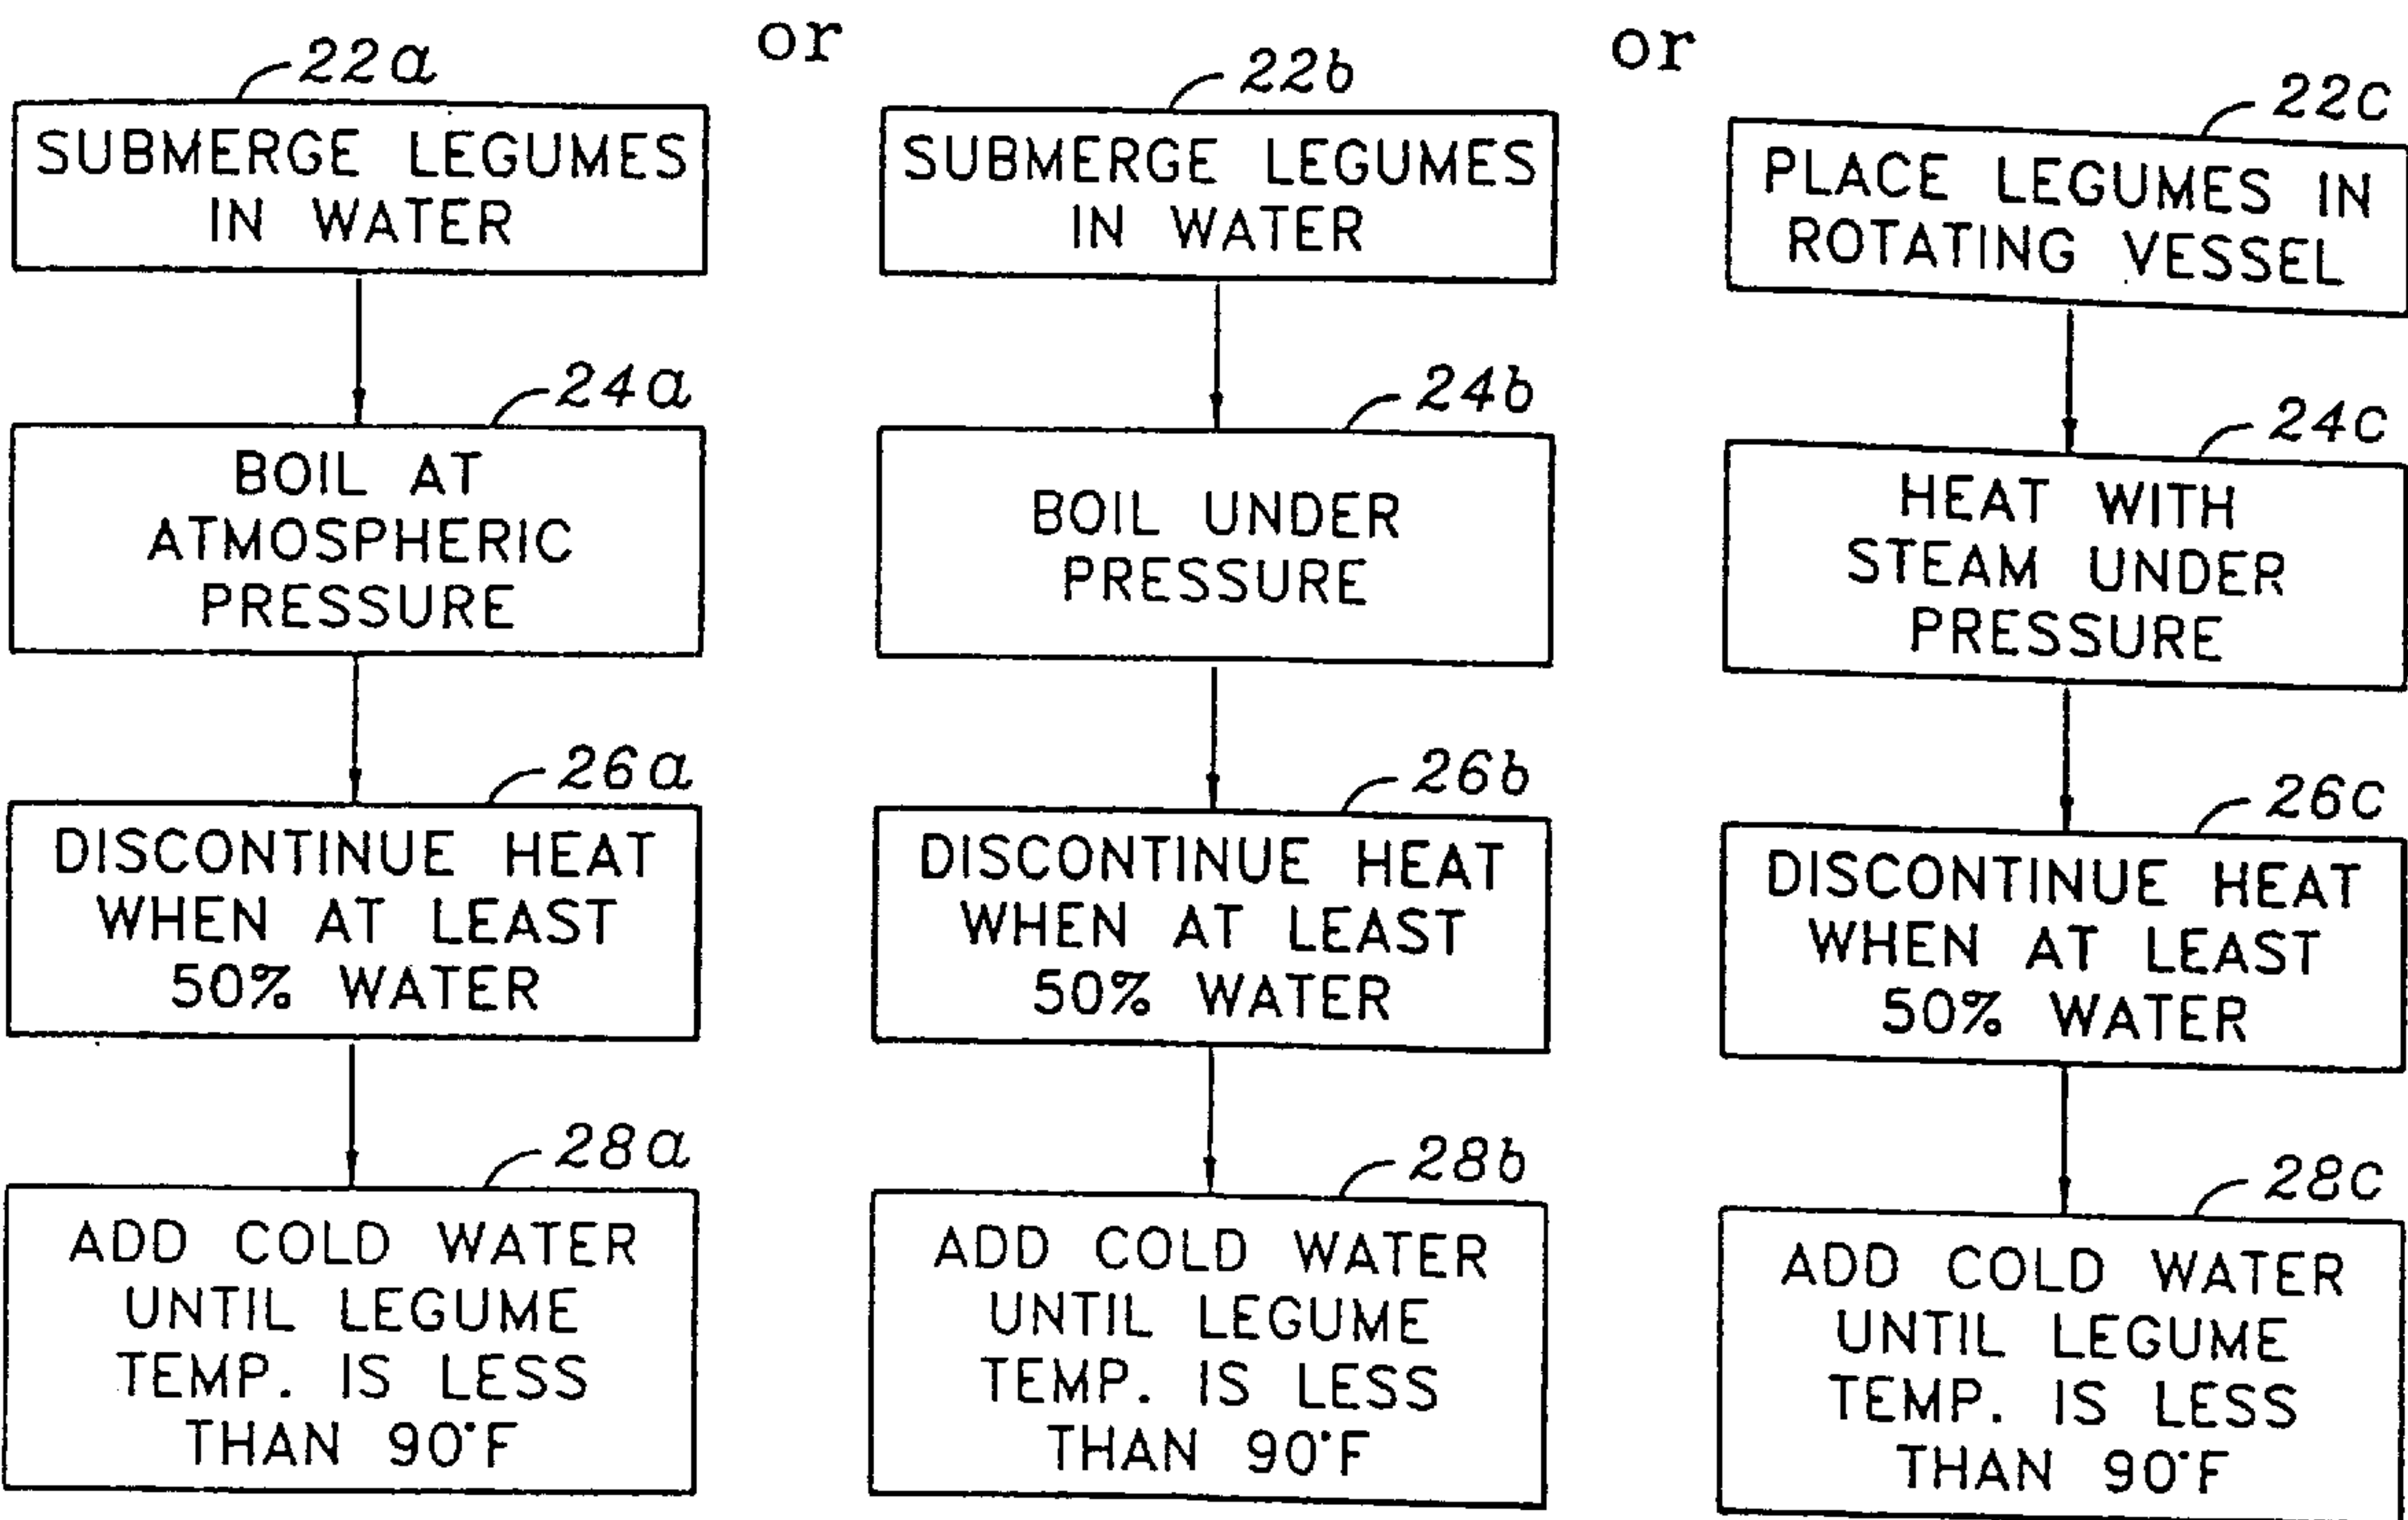 or
or
22a
SUBMERGE LEGUMES
IN WATER
24a
BOIL AT
ATMOSPHERIC
PRESSURE
26a
DISCONTINUE HEAT
WHEN AT LEAST
50% WATER
28a
ADD COLD WATER
UNTIL LEGUME
TEMP. IS LESS
THAN 90°F
22b
SUBMERGE LEGUMES
IN WATER
24b
BOIL UNDER
PRESSURE
26b
DISCONTINUE HEAT
WHEN AT LEAST
50% WATER
28b
ADD COLD WATER
UNTIL LEGUME
TEMP. IS LESS
THAN 90°F
22c
PLACE LEGUMES IN
ROTATING VESSEL
24c
HEAT WITH
STEAM UNDER
PRESSURE
26c
DISCONTINUE HEAT
WHEN AT LEAST
50% WATER
28c
ADD COLD WATER
UNTIL LEGUME
TEMP. IS LESS
THAN 90°F